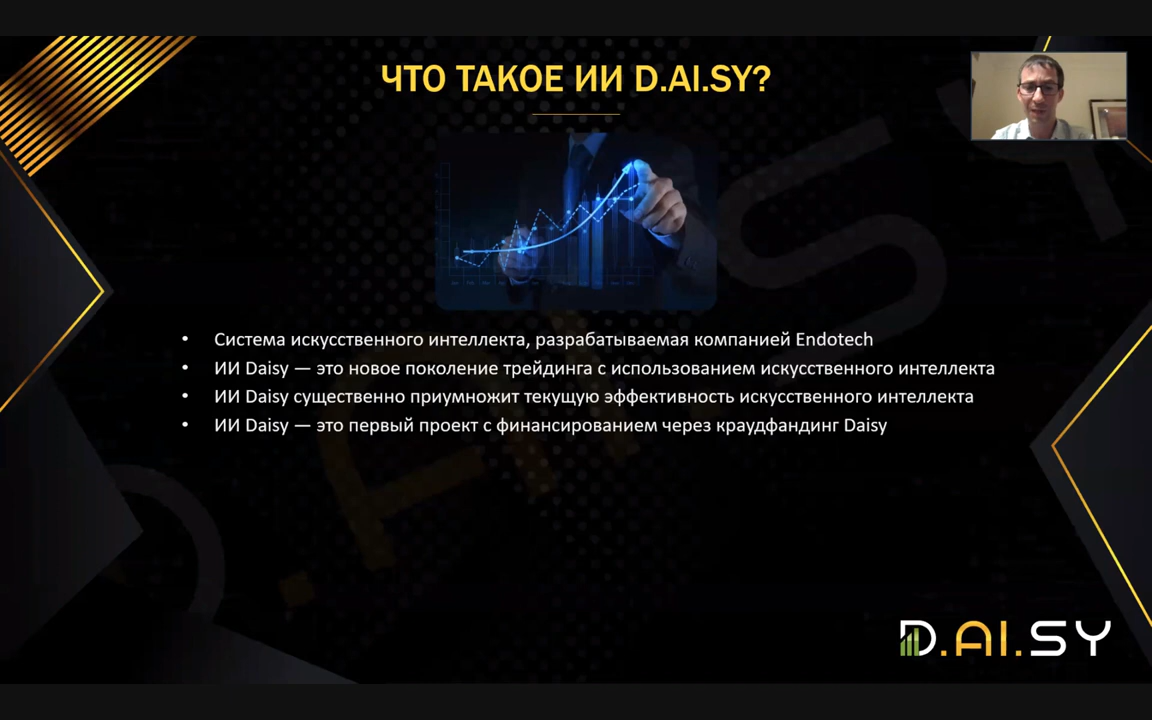 ЧТО ТАКОЕ ИИ D.AI.SY?
• Система искусственного интеллекта, разрабатываемая компанией Endotech
• ИИ Daisy — это новое поколение трейдинга с использованием искусственного интеллекта
• ИИ Daisy существенно приумножит текущую эффективность искусственного интеллекта
• ИИ Daisy — это первый проект с финансированием через краудфандинг Daisy
D.AI.SY